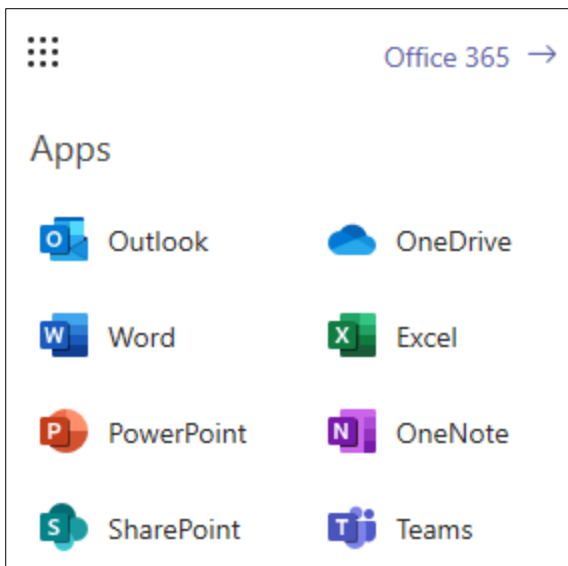 Office 365 →
Apps
Outlook OneDrive
Word Excel
PowerPoint OneNote
SharePoint Teams